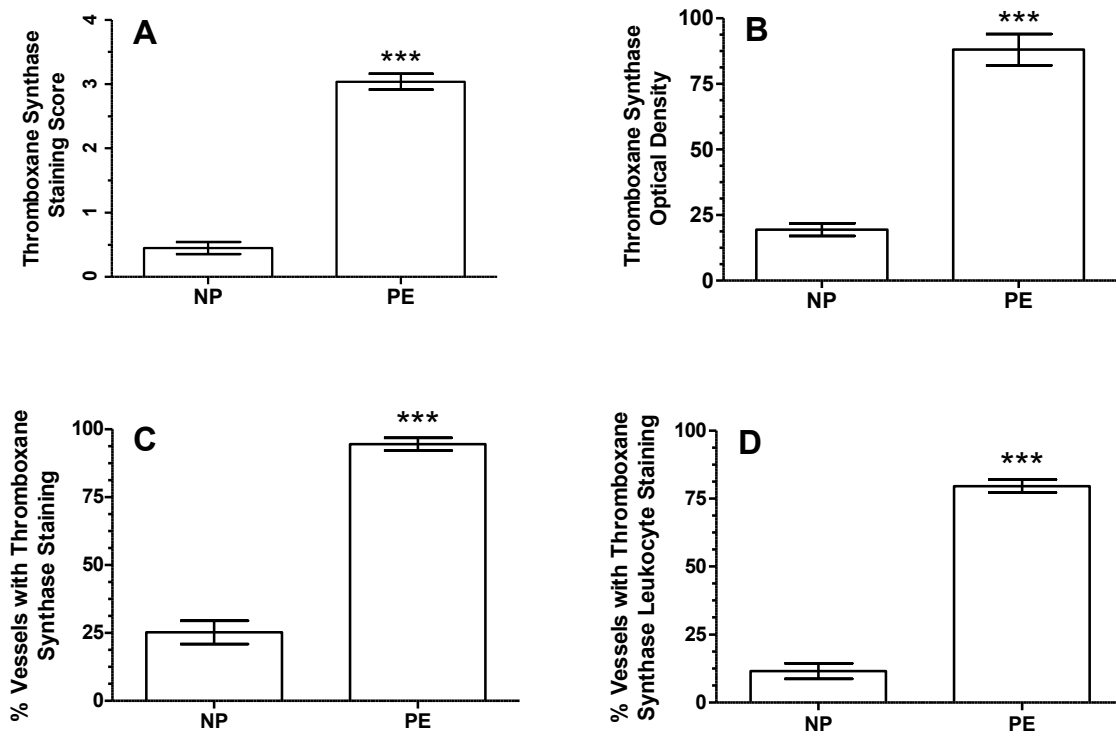 A
Thromboxane Synthase
Staining Score
4
3
2
1
0
***
NP
PE
B
Thromboxane Synthase
Optical Density
100
75
50
25
0
***
NP
PE
C
% Vessels with Thromboxane
Synthase Staining
100
75
50
25
0
***
NP
PE
D
% Vessels with Thromboxane
Synthase Leukocyte Staining
100
75
50
25
0
***
NP
PE